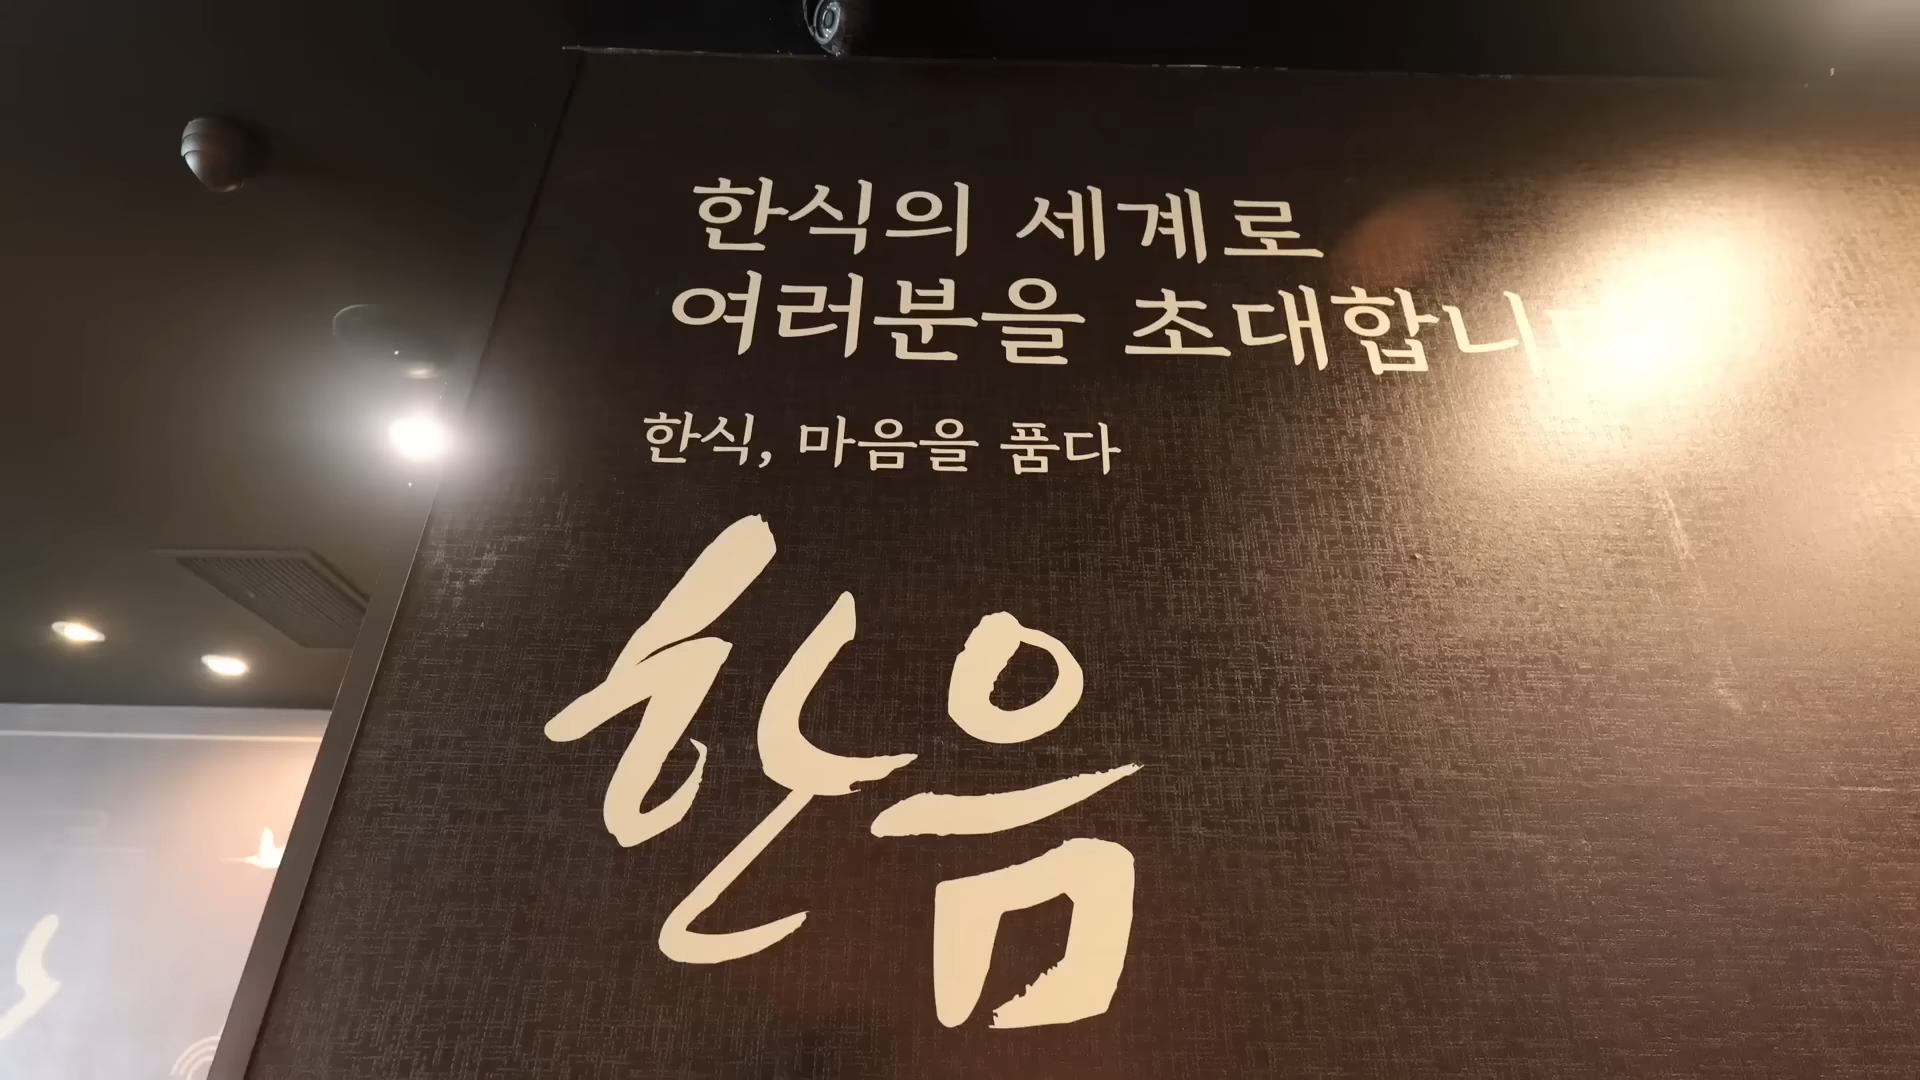 한식의 세계로
여러분을 초대합니
한식, 마음을 품다
한음